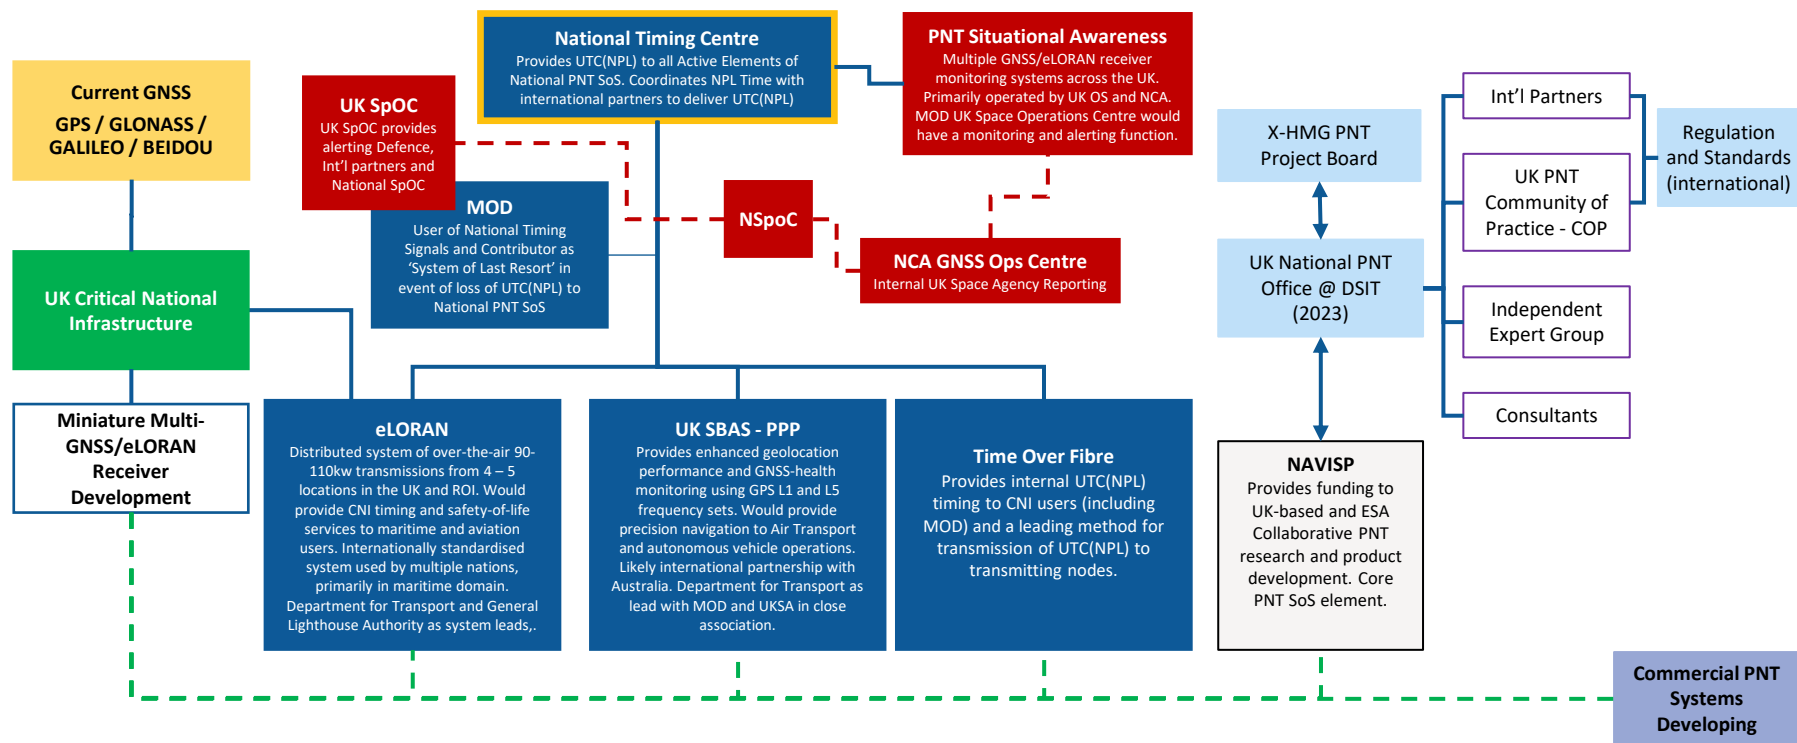 Current GNSS
GPS / GLONASS /
GALILEO / BEIDOU
UK Critical National
Infrastructure
Miniature Multi-
GNSS/eLORAN
Receiver
Development
UK SpOC
UK SpOC provides
alerting Defence,
Int'l partners and
National SpOC
MOD
User of National Timing
Signals and Contributor as
'System of Last Resort' in
event of loss of UTC(NPL) to
National PNT SoS
National Timing Centre
Provides UTC(NPL) to all Active Elements of
National PNT SoS. Coordinates NPL Time with
international partners to deliver UTC(NPL)
PNT Situational Awareness
Multiple GNSS/eLORAN receiver
monitoring systems across the UK.
Primarily operated by UK OS and NCA.
MOD UK Space Operations Centre would
have a monitoring and alerting function.
NSpoC
NCA GNSS Ops Centre
Internal UK Space Agency Reporting
eLORAN
Distributed system of over-the-air 90-
110kw transmissions from 4 – 5
locations in the UK and ROI. Would
provide CNI timing and safety-of-life
services to maritime and aviation
users. Internationally standardised
system used by multiple nations,
primarily in maritime domain.
Department for Transport and General
Lighthouse Authority as system leads,.
UK SBAS - PPP
Provides enhanced geolocation
performance and GNSS-health
monitoring using GPS L1 and L5
frequency sets. Would provide
precision navigation to Air Transport
and autonomous vehicle operations.
Likely international partnership with
Australia. Department for Transport as
lead with MOD and UKSA in close
association.
Time Over Fibre
Provides internal UTC(NPL)
timing to CNI users (including
MOD) and a leading method for
transmission of UTC(NPL) to
transmitting nodes.
X-HMG PNT
Project Board
UK National PNT
Office @ DSIT
(2023)
NAVISP
Provides funding to
UK-based and ESA
Collaborative PNT
research and product
development. Core
PNT SoS element.
Int'l Partners
UK PNT
Community of
Practice - COP
Independent
Expert Group
Consultants
Regulation
and Standards
(international)
Commercial PNT
Systems
Developing